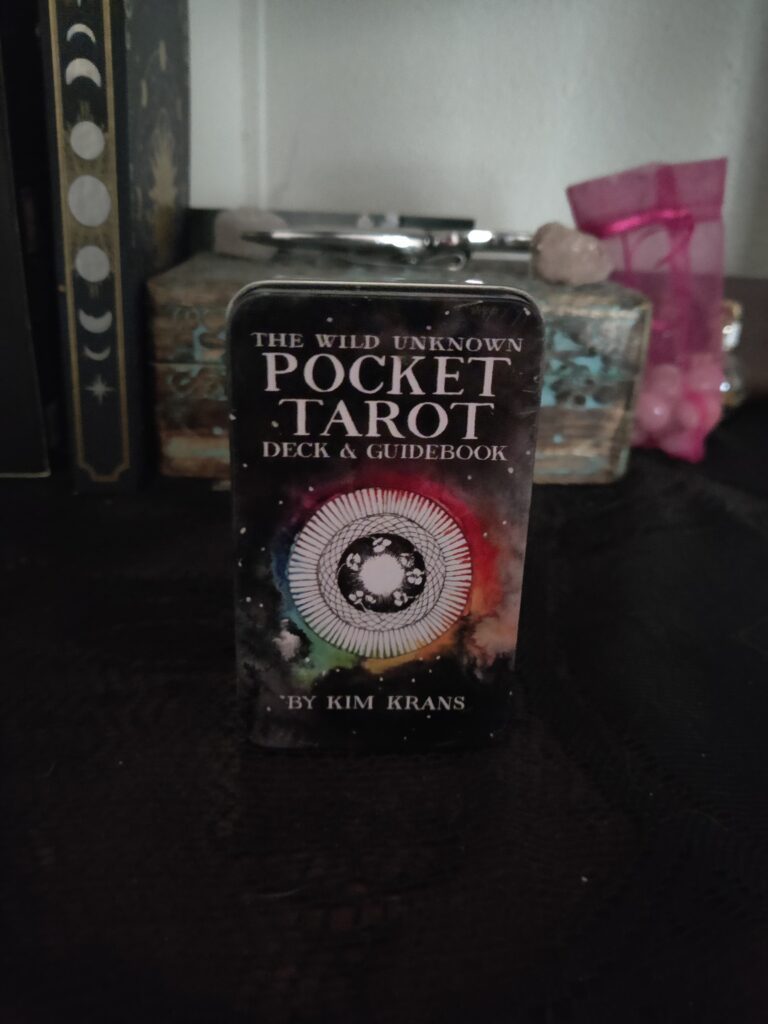 THE WILD UNKNOWN
POCKET
TAROT
DECK & GUIDEBOOK
BY KIM KRANS